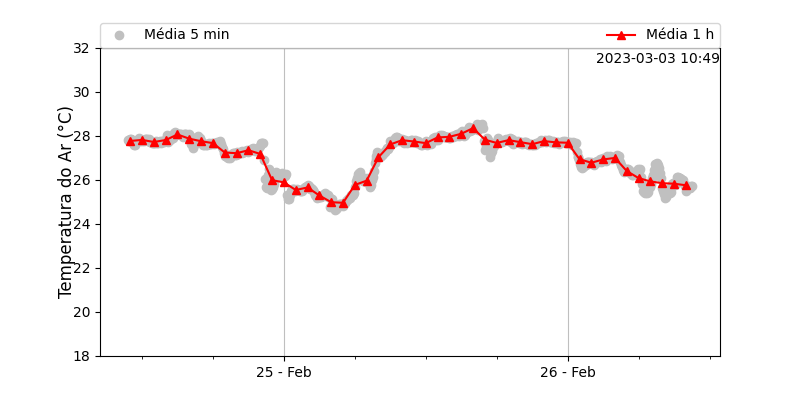 Média 5 min
Média 1 h
2023-03-03 10:49
Temperatura do Ar (°C)
32
30
28
26
24
22
20
18
25 - Feb
26 - Feb